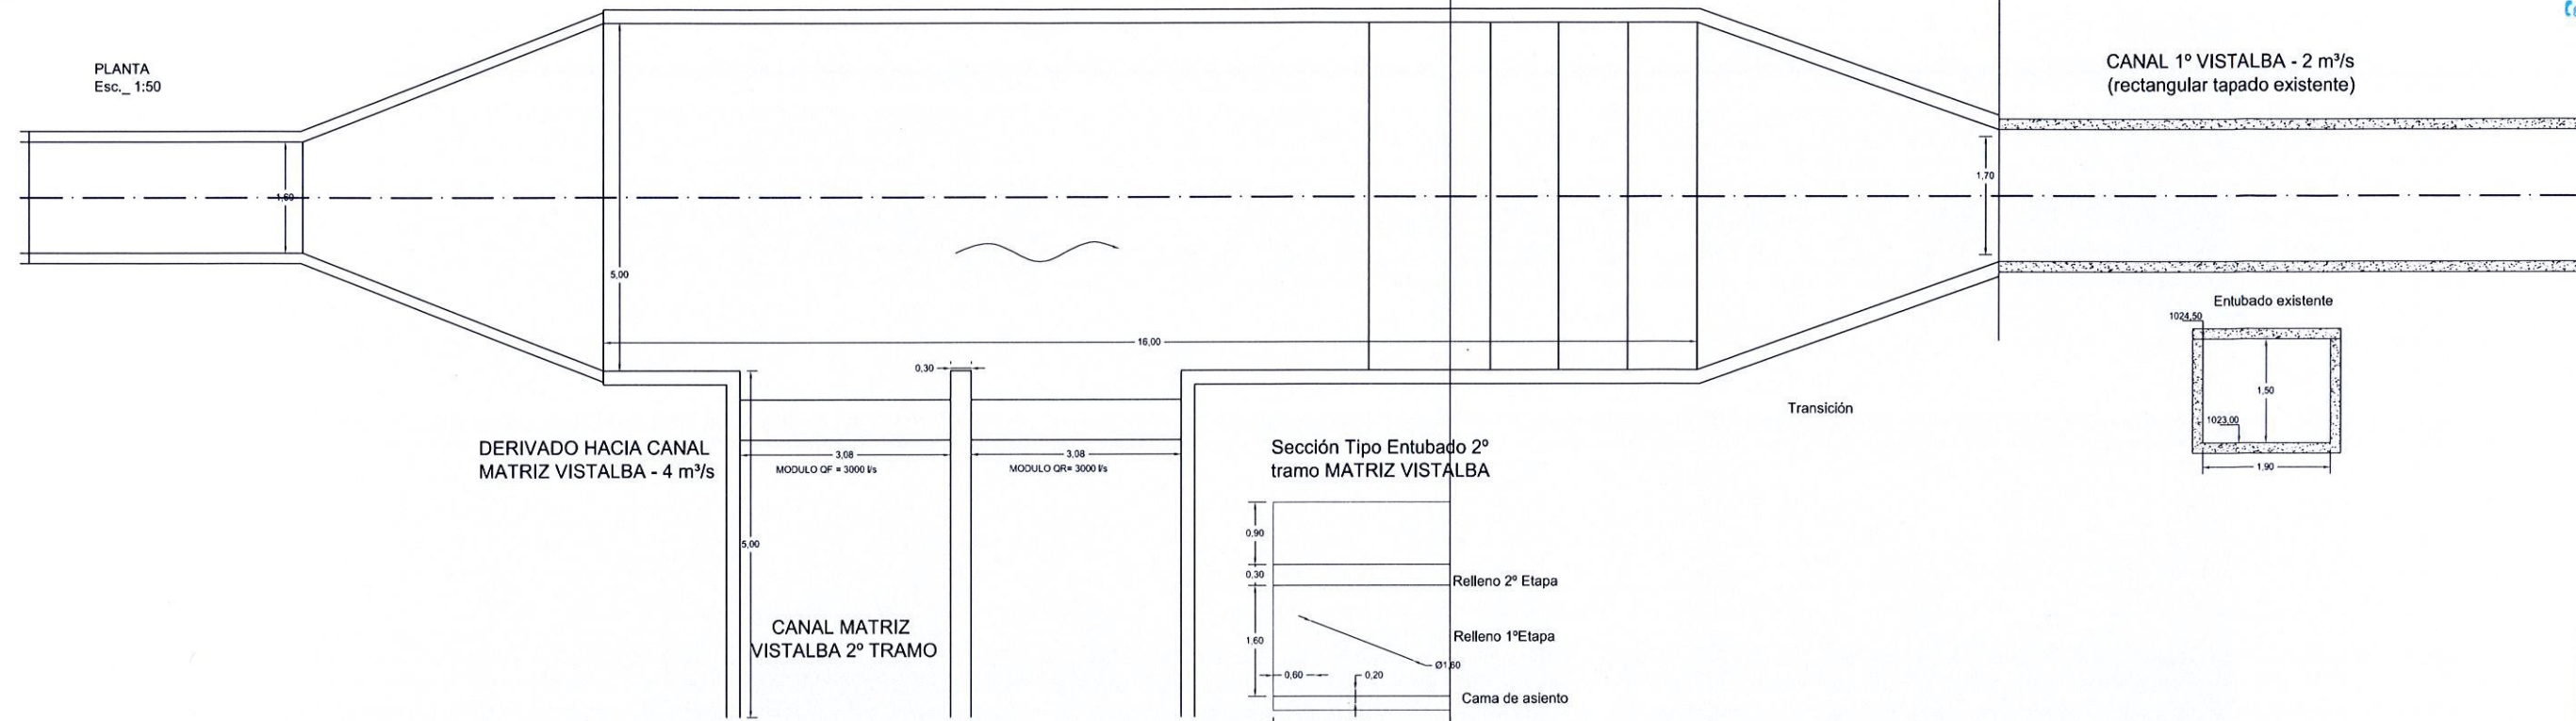 PLANTA
Esc._ 1:50
CANAL 1º VISTALBA - 2 m³/s
(rectangular tapado existente)
1,60
1,70
5,00
16,00
0,30
Entubado existente
1024,50
1,50
1023,00
1,90
Transición
DERIVADO HACIA CANAL
MATRIZ VISTALBA - 4 m³/s
3,08
MODULO QF = 3000 l/s
3,08
MODULO QR= 3000 l/s
Sección Tipo Entubado 2º
tramo MATRIZ VISTALBA
5,00
0,90
0,30
Relleno 2º Etapa
CANAL MATRIZ
VISTALBA 2º TRAMO
1,60
Relleno 1ºEtapa
Ø1,60
0,60
0,20
Cama de asiento